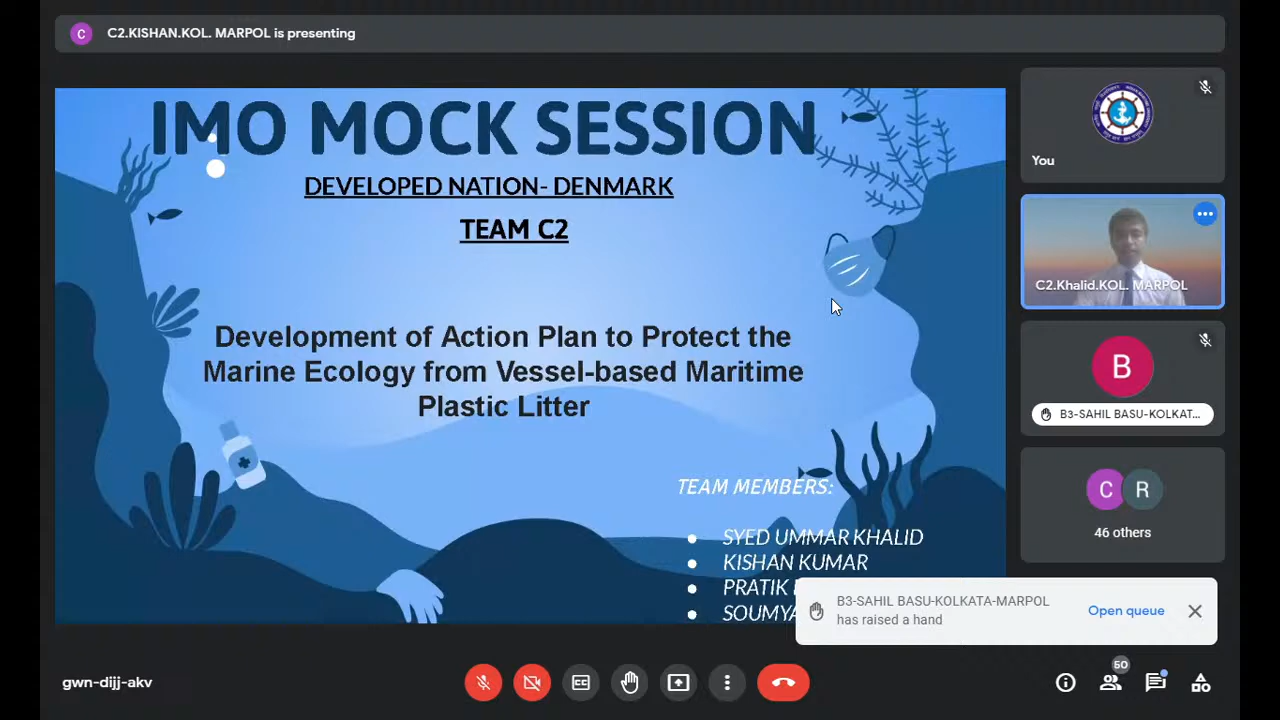 C
C2.KISHAN.KOL. MARPOL is presenting
IMO MOCK SESSION
DEVELOPED NATION- DENMARK
TEAM C2
Development of Action Plan to Protect the
Marine Ecology from Vessel-based Maritime
Plastic Litter
TEAM MEMBERS:
SYED UMMAR KHALID
KISHAN KUMAR
PRATIK
SOUMYA
You
C2.Khalid.KOL. MARPOL
B
B3-SAHIL BASU-KOLKAT...
C R
46 others
B3-SAHIL BASU-KOLKATA-MARPOL
has raised a hand
Open queue
gwn-dijj-akv
50